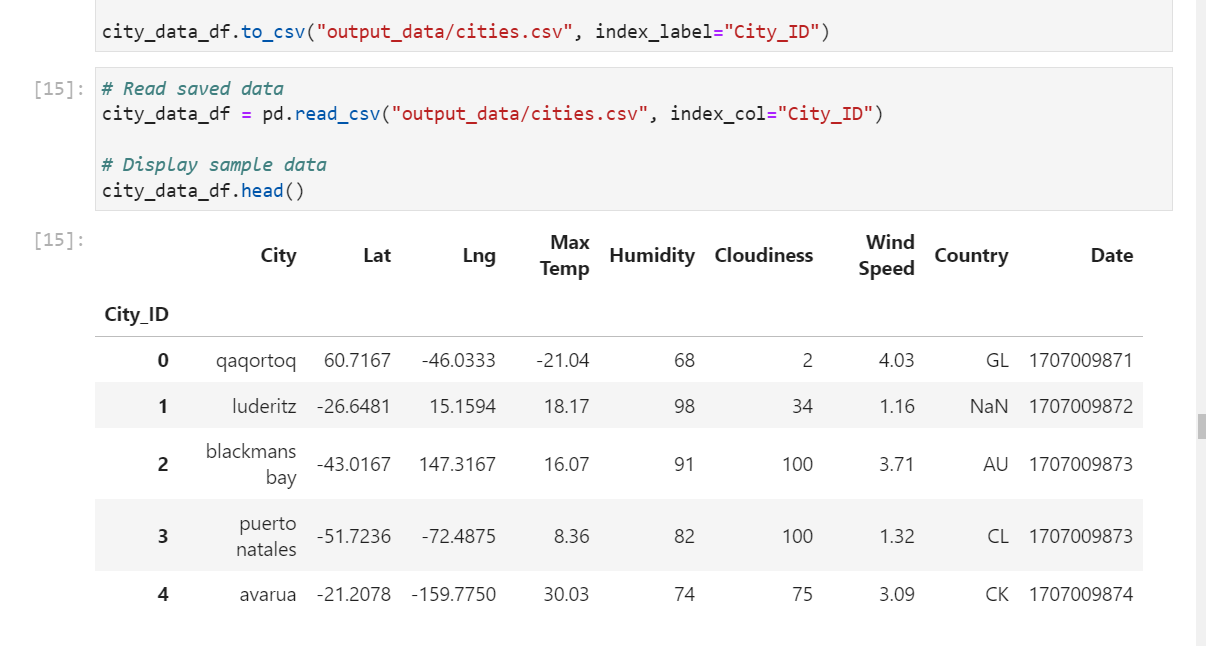 city_data_df.to_csv("output_data/cities.csv", index_label="City_ID")
[15]:
# Read saved data
city_data_df = pd.read_csv("output_data/cities.csv", index_col="City_ID")
# Display sample data
city_data_df.head()
[15]:
City Lat Lng Max Temp Humidity Cloudiness Wind Speed Country Date
City_ID
0 qaqortoq 60.7167 -46.0333 -21.04 68 2 4.03 GL 1707009871
1 luderitz -26.6481 15.1594 18.17 98 34 1.16 NaN 1707009872
2 blackmans bay -43.0167 147.3167 16.07 91 100 3.71 AU 1707009873
3 puerto natales -51.7236 -72.4875 8.36 82 100 1.32 CL 1707009873
4 avarua -21.2078 -159.7750 30.03 74 75 3.09 CK 1707009874